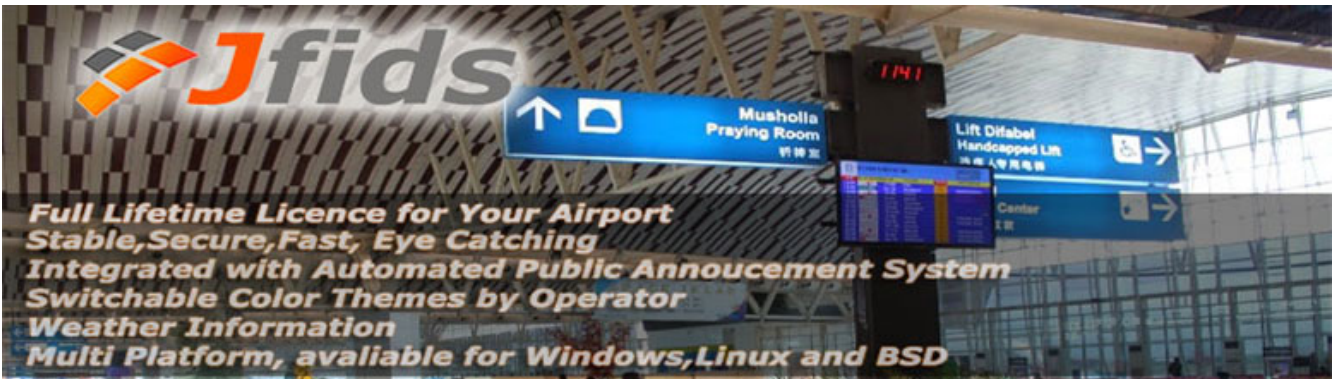 Jfids
11:41
Musholla
Praying Room
Lift Difabel
Handcapped Lift
Center
Full Lifetime Licence for Your Airport
Stable,Secure,Fast, Eye Catching
Integrated with Automated Public Annoucement System
Switchable Color Themes by Operator
Weather Information
Multi Platform, avaliable for Windows,Linux and BSD